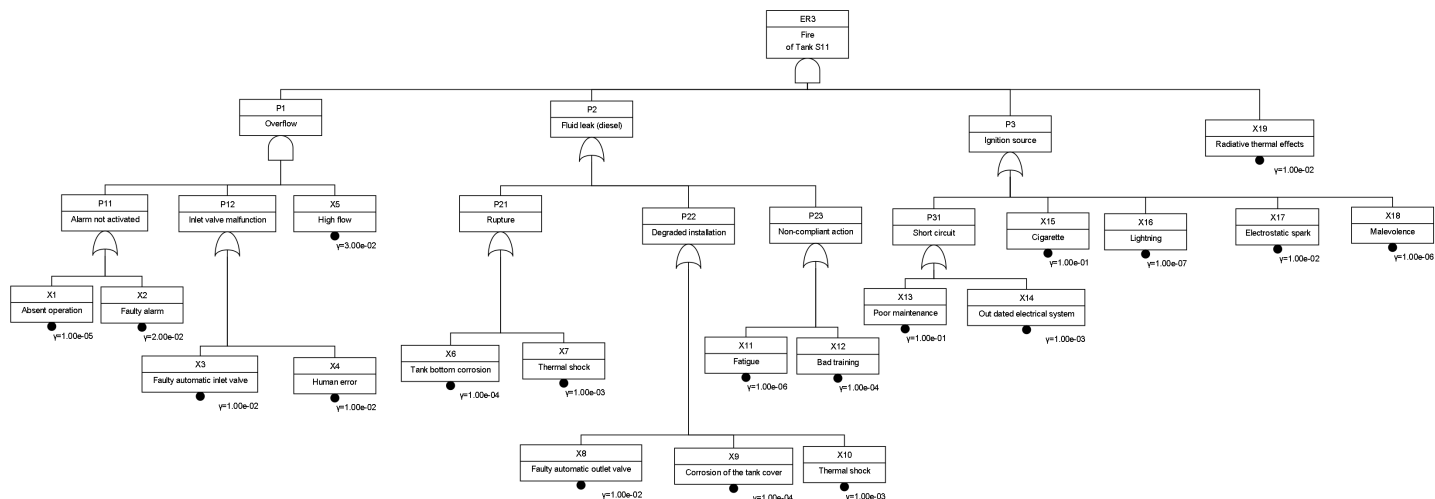 ER3
Fire
of Tank S11
P1
Overflow
P2
Fluid leak (diesel)
P3
Ignition source
X19
Radiative thermal effects
γ=1.00e-02
P11
Alarm not activated
P12
Inlet valve malfunction
X5
High flow
γ=3.00e-02
P21
Rupture
P22
Degraded installation
P23
Non-compliant action
P31
Short circuit
X15
Cigarette
γ=1.00e-01
X16
Lightning
γ=1.00e-07
X17
Electrostatic spark
γ=1.00e-02
X18
Malevolence
γ=1.00e-06
X1
Absent operation
γ=1.00e-05
X2
Faulty alarm
γ=2.00e-02
X13
Poor maintenance
γ=1.00e-01
X14
Out dated electrical system
γ=1.00e-03
X3
Faulty automatic inlet valve
γ=1.00e-02
X4
Human error
γ=1.00e-02
X6
Tank bottom corrosion
γ=1.00e-04
X7
Thermal shock
γ=1.00e-03
X11
Fatigue
γ=1.00e-06
X12
Bad training
γ=1.00e-04
X8
Faulty automatic outlet valve
γ=1.00e-02
X9
Corrosion of the tank cover
γ=1.00e-04
X10
Thermal shock
γ=1.00e-03